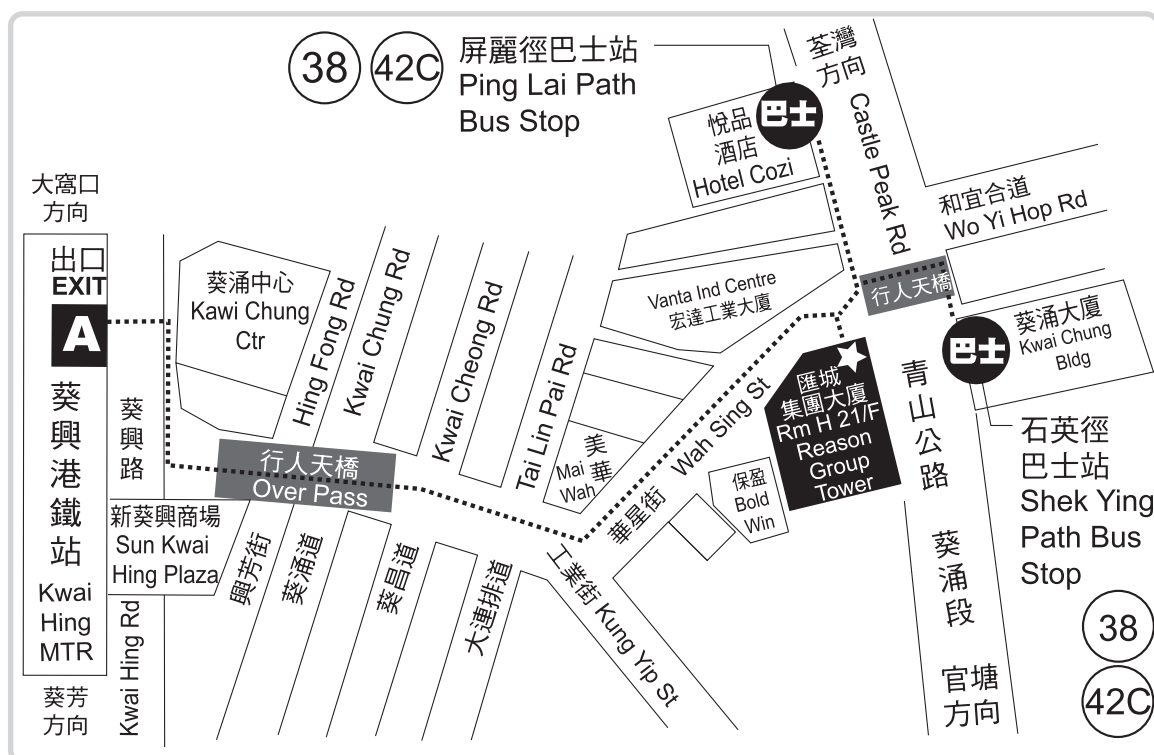 38
42C
屏麗徑巴士站
Ping Lai Path
Bus Stop
荃灣
方向
Castle Peak Rd
巴士
悅品
酒店
Hotel Cozi
和宜合道
Wo Yi Hop Rd
大窩口
方向
出口
EXIT
A
葵興港鐵站
Kwai
Hing
MTR
葵芳
方向
葵興路
Kwai Hing Rd
葵涌中心
Kawi Chung
Ctr
Hing Fong Rd
Kwai Chung Rd
Kwai Cheong Rd
Tai Lin Pai Rd
Vanta Ind Centre
宏達工業大廈
行人天橋
巴士
葵涌大廈
Kwai Chung
Bldg
行人天橋
Over Pass
新葵興商場
Sun Kwai
Hing Plaza
興芳街
葵涌道
葵昌道
大連排道
美華
Mai
Wah
Wah Sing St
華星街
工業街 Kung Yip St
保盈
Bold
Win
匯城
集團大廈
Rm H 21/F
Reason
Group
Tower
青山公路
葵涌段
官塘
方向
石英徑
巴士站
Shek Ying
Path Bus
Stop
38
42C